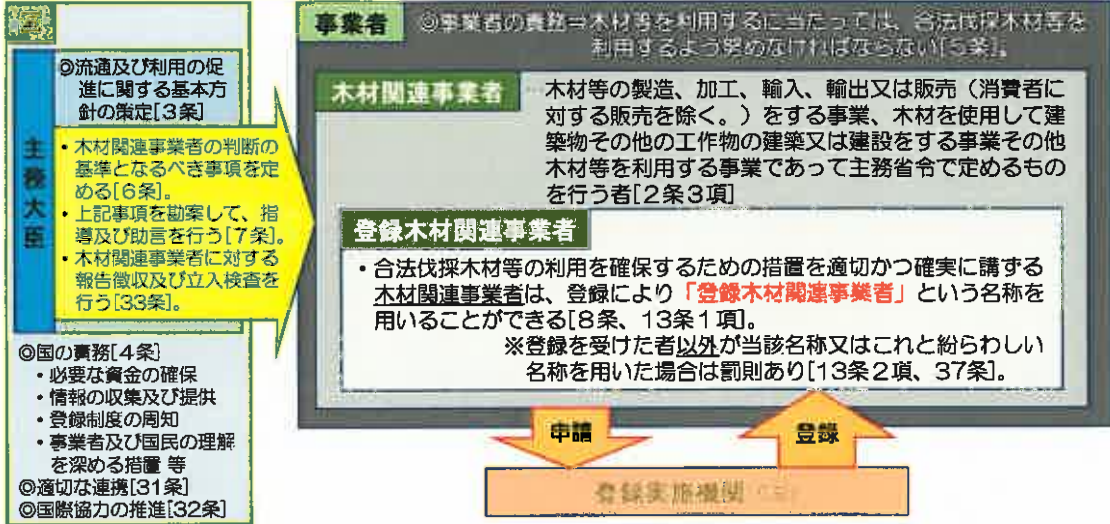 国
主務大臣
◎流通及び利用の促
進に関する基本方
針の策定[3条]
・木材関連事業者の判断の
基準となるべき事項を定
める[6条]。
・上記事項を勘案して、指
導及び助言を行う[7条]。
・木材関連事業者に対する
報告徴収及び立入検査を
行う[33条]。
◎国の責務[4条]
・必要な資金の確保
・情報の収集及び提供
・登録制度の周知
・事業者及び国民の理解
を深める措置 等
◎適切な連携[31条]
◎国際協力の推進[32条]
事業者
◎事業者の責務⇒木材等を利用するに当たっては、合法伐採木材等を
利用するよう努めなければならない[5条]。
木材関連事業者
木材等の製造、加工、輸入、輸出又は販売（消費者に
対する販売を除く。）をする事業、木材を使用して建
築物その他の工作物の建築又は建設をする事業その他
木材等を利用する事業であって主務省令で定めるもの
を行う者[2条3項]
登録木材関連事業者
・合法伐採木材等の利用を確保するための措置を適切かつ確実に講ずる
木材関連事業者は、登録により「登録木材関連事業者」という名称を
用いることができる[8条、13条1項]。
※登録を受けた者以外が当該名称又はこれと紛らわしい
名称を用いた場合は罰則あり[13条2項、37条]。
申請
登録
登録実施機関